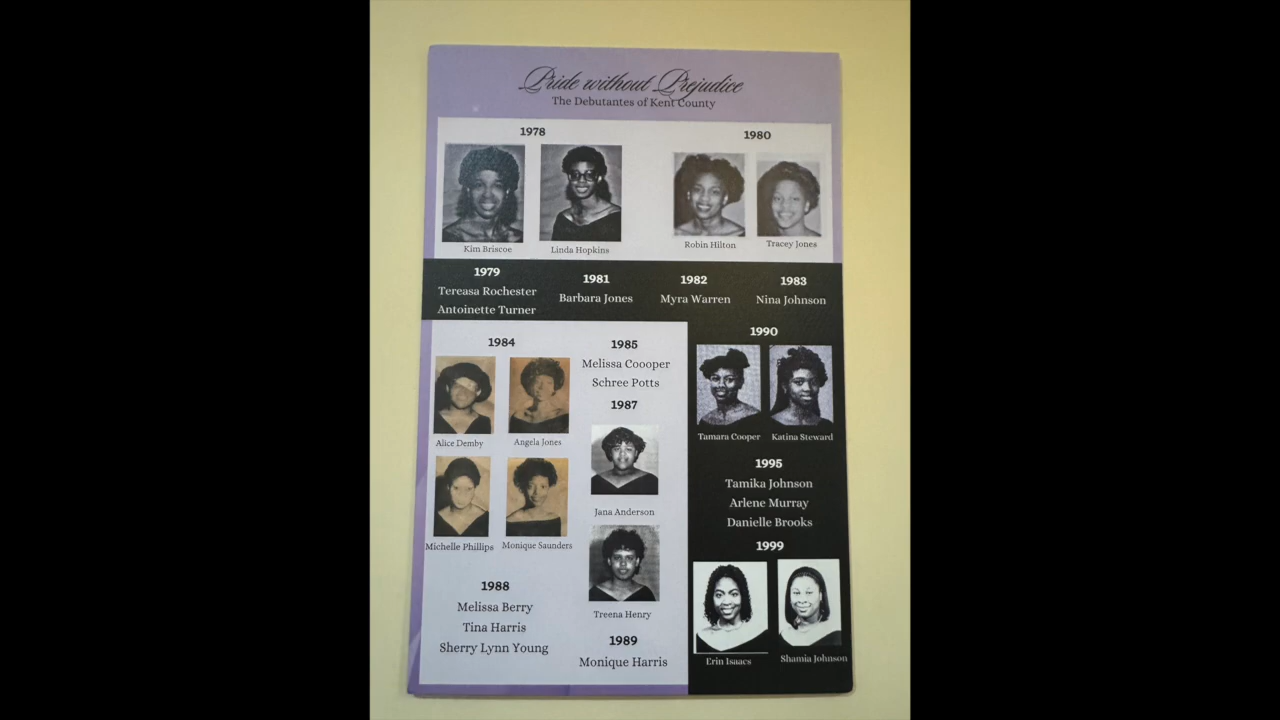 Pride without Prejudice
The Debutantes of Kent County
1978
Kim Briscoe
Linda Hopkins
1980
Robin Hilton
Tracey Jones
1979
Tereasa Rochester
Antoinette Turner
1981
Barbara Jones
1982
Myra Warren
1983
Nina Johnson
1984
Alice Demby
Angela Jones
Michelle Phillips
Monique Saunders
1985
Melissa Coooper
Schree Potts
1987
Jana Anderson
Treena Henry
1988
Melissa Berry
Tina Harris
Sherry Lynn Young
1989
Monique Harris
1990
Tamara Cooper
Katina Steward
1995
Tamika Johnson
Arlene Murray
Danielle Brooks
1999
Erin Isaacs
Shamia Johnson